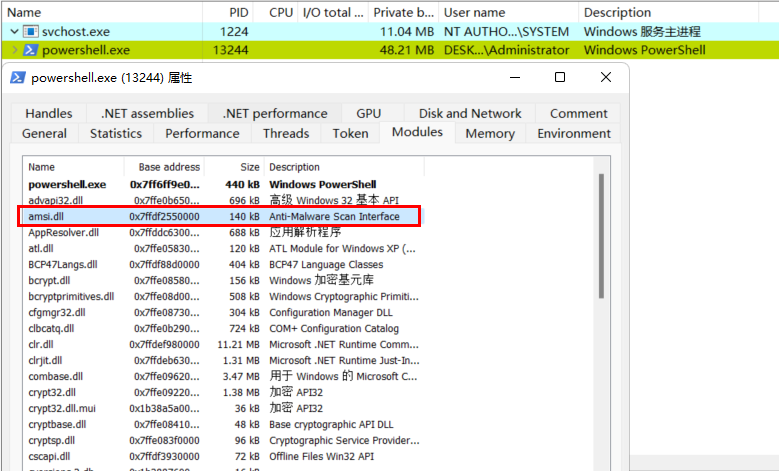 Name PID CPU I/O total ... Private b... User name Description
svchost.exe 1224 11.04 MB NT AUTHO...\SYSTEM Windows 服务主进程
powershell.exe 13244 48.21 MB DESK...\Administrator Windows PowerShell
powershell.exe (13244) 属性
Handles .NET assemblies .NET performance GPU Disk and Network Comment
General Statistics Performance Threads Token Modules Memory Environment
Name Base address Size Description
powershell.exe 0x7ff6ff9e0... 440 kB Windows PowerShell
advapi32.dll 0x7ffe0b650... 696 kB 高级 Windows 32 基本 API
amsi.dll 0x7ffdf2550000 140 kB Anti-Malware Scan Interface
AppResolver.dll 0x7ffddc6300... 688 kB 应用解析程序
atl.dll 0x7ffe05830... 120 kB ATL Module for Windows XP (...
BCP47Langs.dll 0x7ffdf88d0000 404 kB BCP47 Language Classes
bcrypt.dll 0x7ffe08580... 156 kB Windows 加密基元库
bcryptprimitives.dll 0x7ffe08d00... 508 kB Windows Cryptographic Primiti...
cfgmgr32.dll 0x7ffe08730... 304 kB Configuration Manager DLL
clbcatq.dll 0x7ffe0b290... 724 kB COM+ Configuration Catalog
clr.dll 0x7ffdef980000 11.21 MB Microsoft .NET Runtime Comm...
clrjit.dll 0x7ffdeb630... 1.31 MB Microsoft .NET Runtime Just-In...
combase.dll 0x7ffe09620... 3.47 MB 用于 Windows 的 Microsoft C...
crypt32.dll 0x7ffe09220... 1.38 MB 加密 API32
crypt32.dll.mui 0x1b38a5a00... 36 kB 加密 API32
cryptbase.dll 0x7ffe08410... 48 kB Base cryptographic API DLL
cryptsp.dll 0x7ffe083f0000 96 kB Cryptographic Service Provider...
cscapi.dll 0x7ffdf3930000 72 kB Offline Files Win32 API